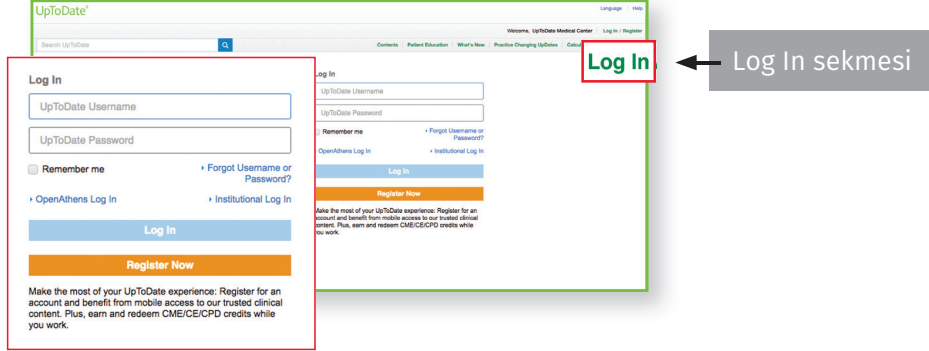 UpToDate®
Language | Help
Welcome, UpToDate Medical Center | Log In / Register
Search UpToDate
Contents | Patient Education | What's New | Practice Changing UpDates
Log In
Log In sekmesi
Log In
UpToDate Username
UpToDate Password
Remember me
Forgot Username or
Password?
OpenAthens Log In
Institutional Log In
Log In
Register Now
Make the most of your UpToDate experience: Register for an
account and benefit from mobile access to our trusted clinical
content. Plus, earn and redeem CME/CE/CPD credits while
you work.
Log In
UpToDate Username
UpToDate Password
Remember me
Forgot Username or
Password?
OpenAthens Log In
Institutional Log In
Log In
Register Now
Make the most of your UpToDate experience: Register for an
account and benefit from mobile access to our trusted clinical
content. Plus, earn and redeem CME/CE/CPD credits while
you work.